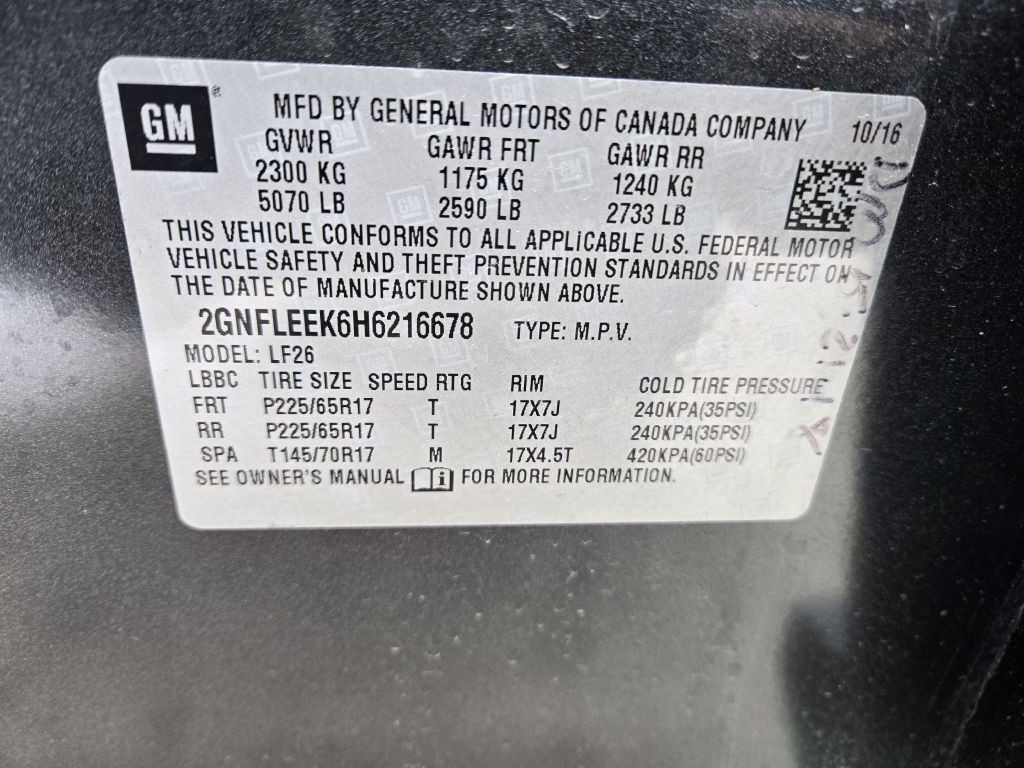 GM®
MFD BY GENERAL MOTORS OF CANADA COMPANY 10/16
GVWR GAWR FRT GAWR RR
2300 KG 1175 KG 1240 KG
5070 LB 2590 LB 2733 LB
THIS VEHICLE CONFORMS TO ALL APPLICABLE U.S. FEDERAL MOTOR
VEHICLE SAFETY AND THEFT PREVENTION STANDARDS IN EFFECT ON
THE DATE OF MANUFACTURE SHOWN ABOVE.
2GNFLEEK6H6216678 TYPE: M.P.V.
MODEL: LF26
LBBC TIRE SIZE SPEED RTG RIM COLD TIRE PRESSURE
FRT P225/65R17 T 17X7J 240KPA(35PSI)
RR P225/65R17 T 17X7J 240KPA(35PSI)
SPA T145/70R17 M 17X4.5T 420KPA(60PSI)
SEE OWNER'S MANUAL i FOR MORE INFORMATION.